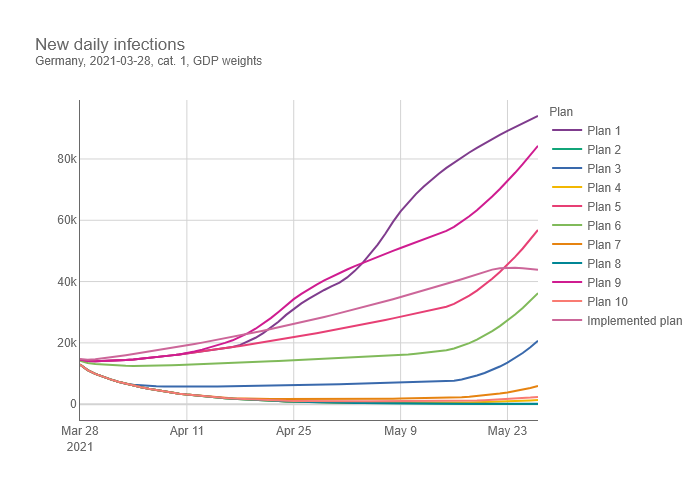 New daily infections
Germany, 2021-03-28, cat. 1, GDP weights
Plan
Plan 1
Plan 2
Plan 3
Plan 4
Plan 5
Plan 6
Plan 7
Plan 8
Plan 9
Plan 10
Implemented plan
80k
60k
40k
20k
0
Mar 28
2021
Apr 11
Apr 25
May 9
May 23